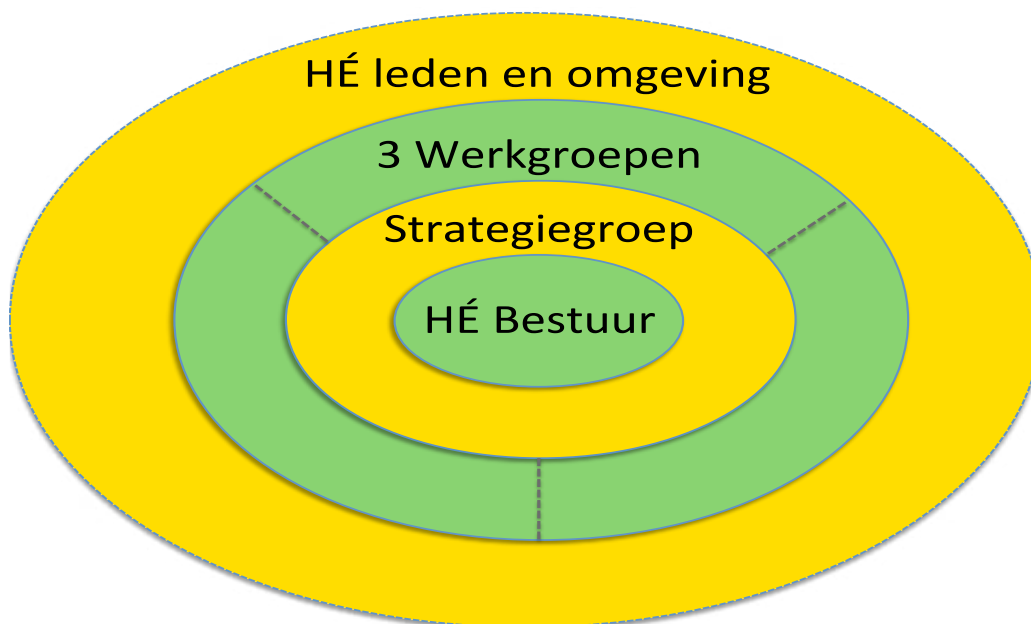 HÉ leden en omgeving
3 Werkgroepen
Strategiegroep
HÉ Bestuur